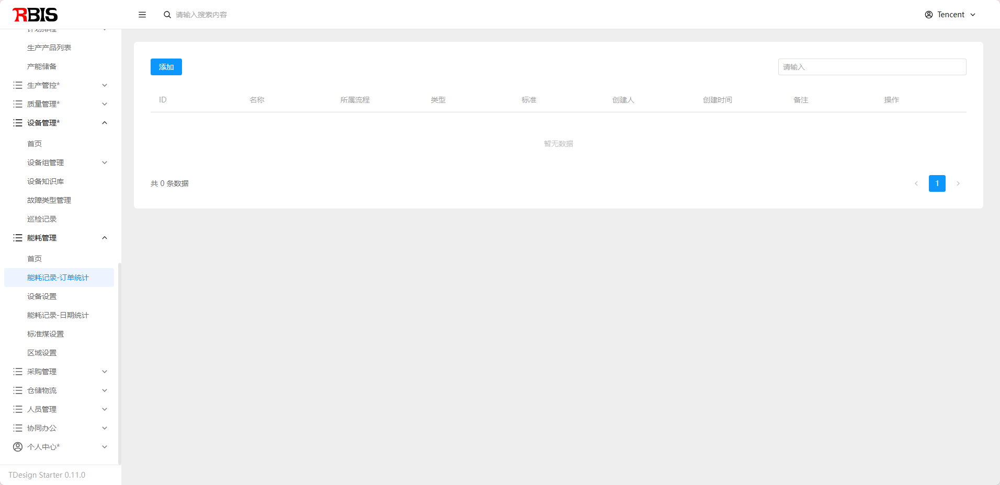 RBIS
请输入搜索内容
Tencent
计划排程
生产产品列表
产能储备
生产管控*
质量管理*
设备管理*
首页
设备组管理
设备知识库
故障类型管理
巡检记录
能耗管理
首页
能耗记录-订单统计
设备设置
能耗记录-日期统计
标准煤设置
区域设置
采购管理
仓储物流
人员管理
协同办公
个人中心*
TDesign Starter 0.11.0
添加
请输入
ID 名称 所属流程 类型 标准 创建人 创建时间 备注 操作
暂无数据
共 0 条数据
1